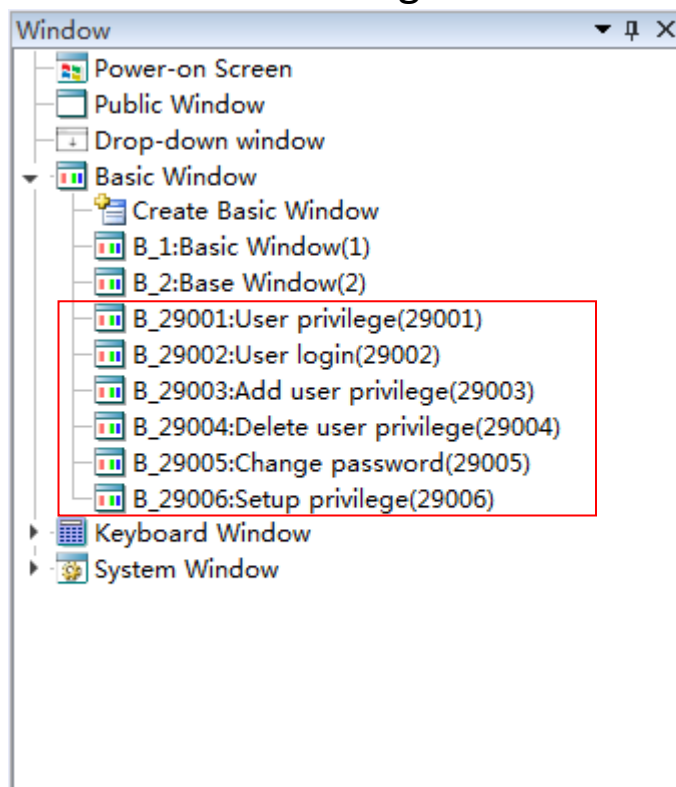 Window
Power-on Screen
Public Window
Drop-down window
Basic Window
Create Basic Window
B_1:Basic Window(1)
B_2:Base Window(2)
B_29001:User privilege(29001)
B_29002:User login(29002)
B_29003:Add user privilege(29003)
B_29004:Delete user privilege(29004)
B_29005:Change password(29005)
B_29006:Setup privilege(29006)
Keyboard Window
System Window